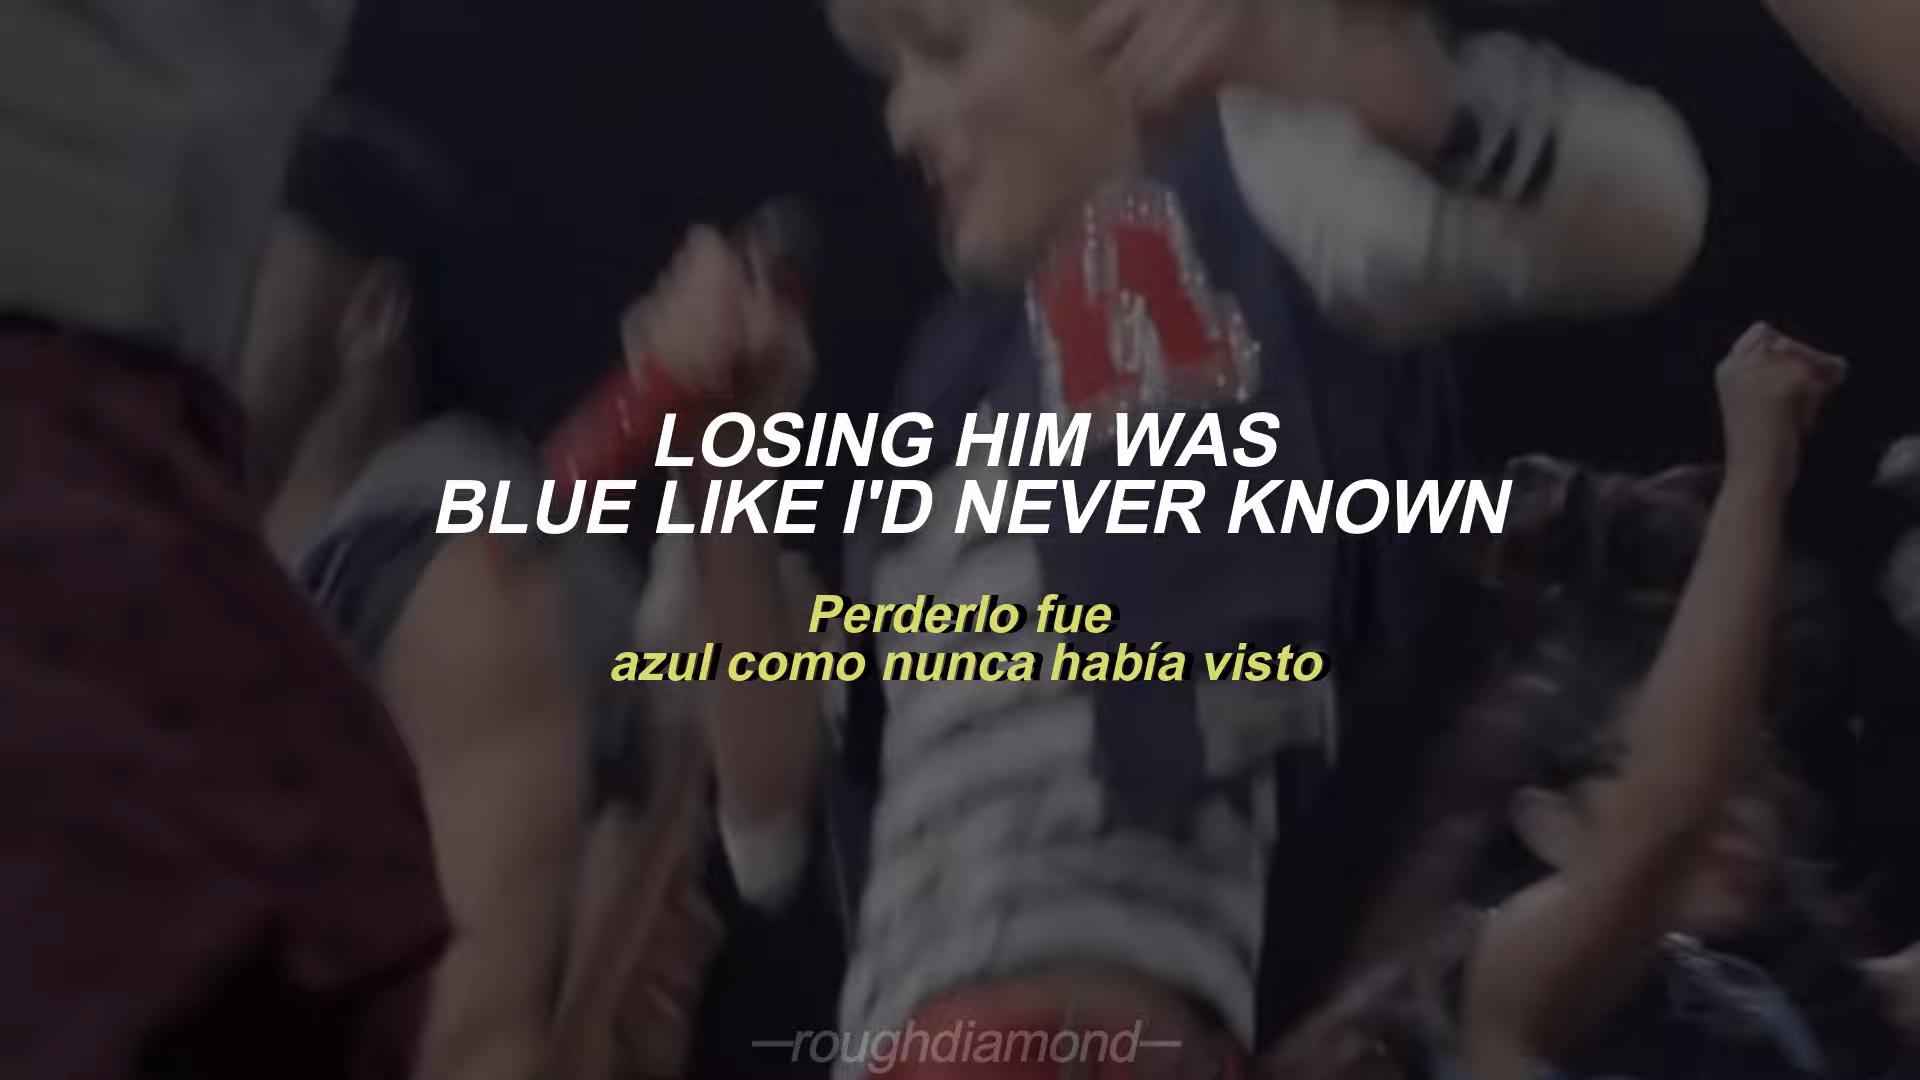 LOSING HIM WAS
BLUE LIKE I'D NEVER KNOWN
Perderlo fue
azul como nunca había visto
—roughdiamond—